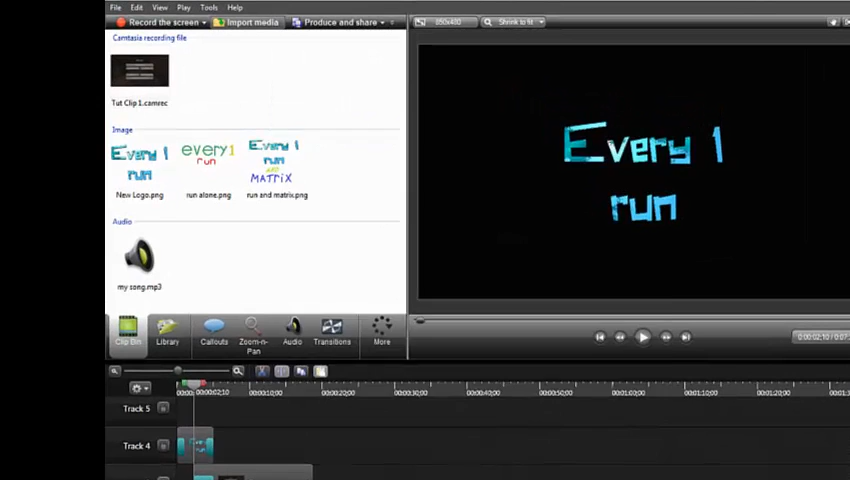 File Edit View Play Tools Help
Record the screen Import media Produce and share
Shrink to fit
Camtasia recording file
Tut Clip 1.camrec
Image
Every 1
run
every1
run
Every 1
run
AND
MATRIX
New Logo.png run alone.png run and matrix.png
Audio
my song.mp3
Every 1
run
Clip Bin Library Callouts Zoom-n-Pan Audio Transitions More
Track 5
Track 4
Every
run